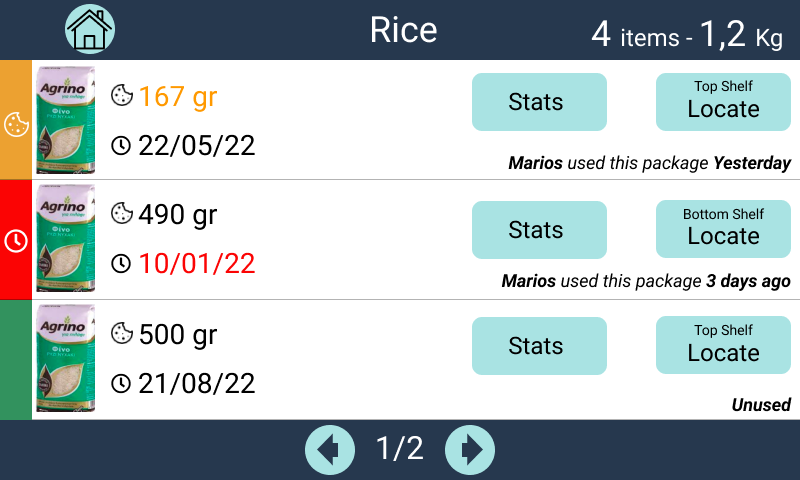 Rice
4 items - 1,2 Kg
Agrino
167 gr
22/05/22
Stats
Top Shelf
Locate
Marios used this package Yesterday
Agrino
490 gr
10/01/22
Stats
Bottom Shelf
Locate
Marios used this package 3 days ago
Agrino
500 gr
21/08/22
Stats
Top Shelf
Locate
Unused
1/2